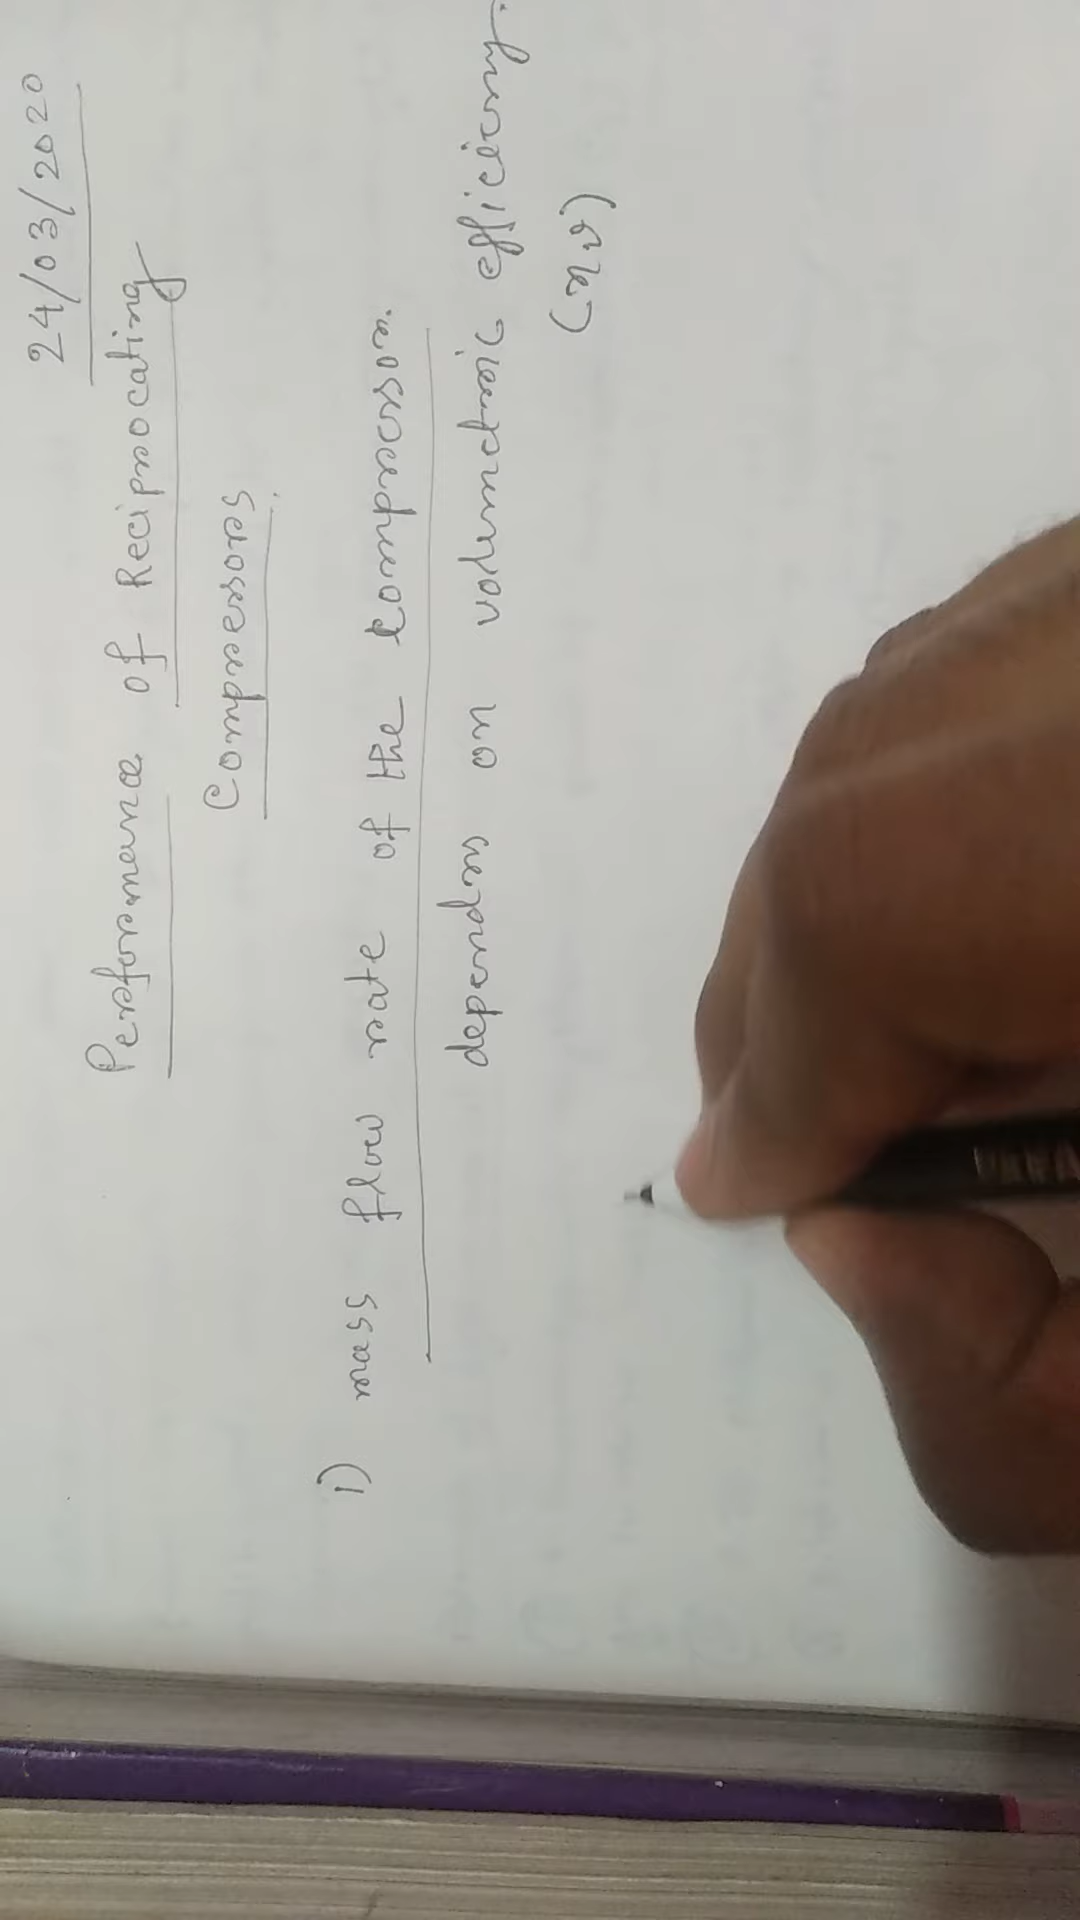 24/03/2020
Performance of Reciprocating
Compressors
1) mass flow rate of the compressor.
depends on volumetric efficiency.
(ηv)